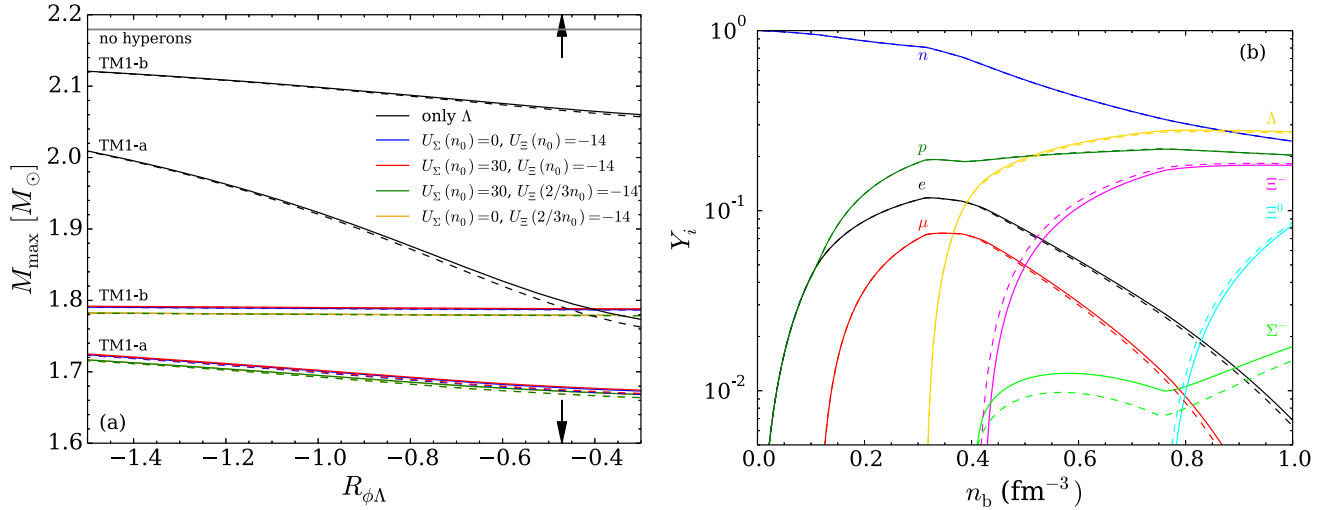 2.2
2.1
2.0
1.9
1.8
1.7
1.6
M_max [M_⊙]
no hyperons
TM1-b
TM1-a
TM1-b
TM1-a
only Λ
U_Σ(n_0)=0, U_Ξ(n_0)=−14
U_Σ(n_0)=30, U_Ξ(n_0)=−14
U_Σ(n_0)=30, U_Ξ(2/3n_0)=−14
U_Σ(n_0)=0, U_Ξ(2/3n_0)=−14
(a)
−1.4 −1.2 −1.0 −0.8 −0.6 −0.4
R_ϕΛ
10^0
10^-1
10^-2
Y_i
(b)
n
Λ
p
Ξ^−
e
Ξ^0
μ
Σ^−
0.0 0.2 0.4 0.6 0.8 1.0
n_b (fm^−3)